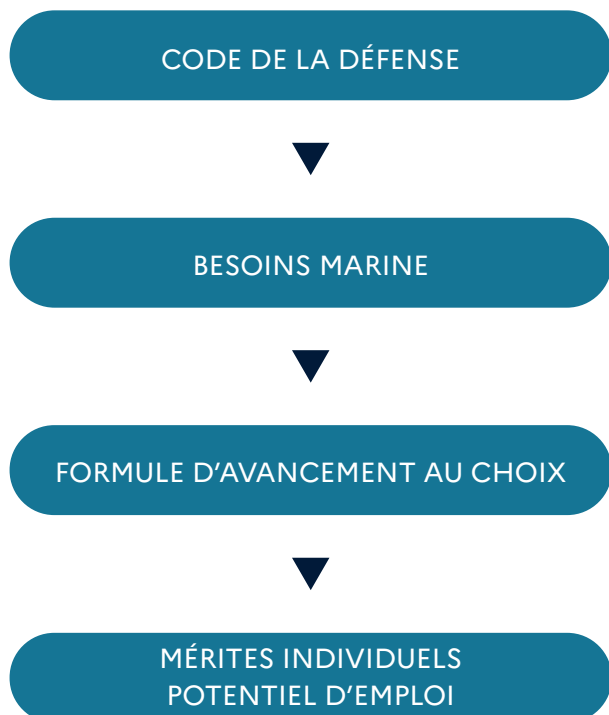 CODE DE LA DÉFENSE
BESOINS MARINE
FORMULE D’AVANCEMENT AU CHOIX
MÉRITES INDIVIDUELS
POTENTIEL D’EMPLOI